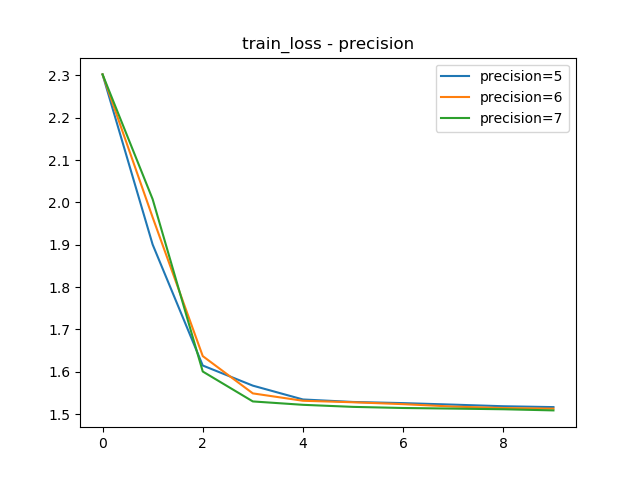 train_loss - precision
precision=5
precision=6
precision=7
2.3
2.2
2.1
2.0
1.9
1.8
1.7
1.6
1.5
0 2 4 6 8